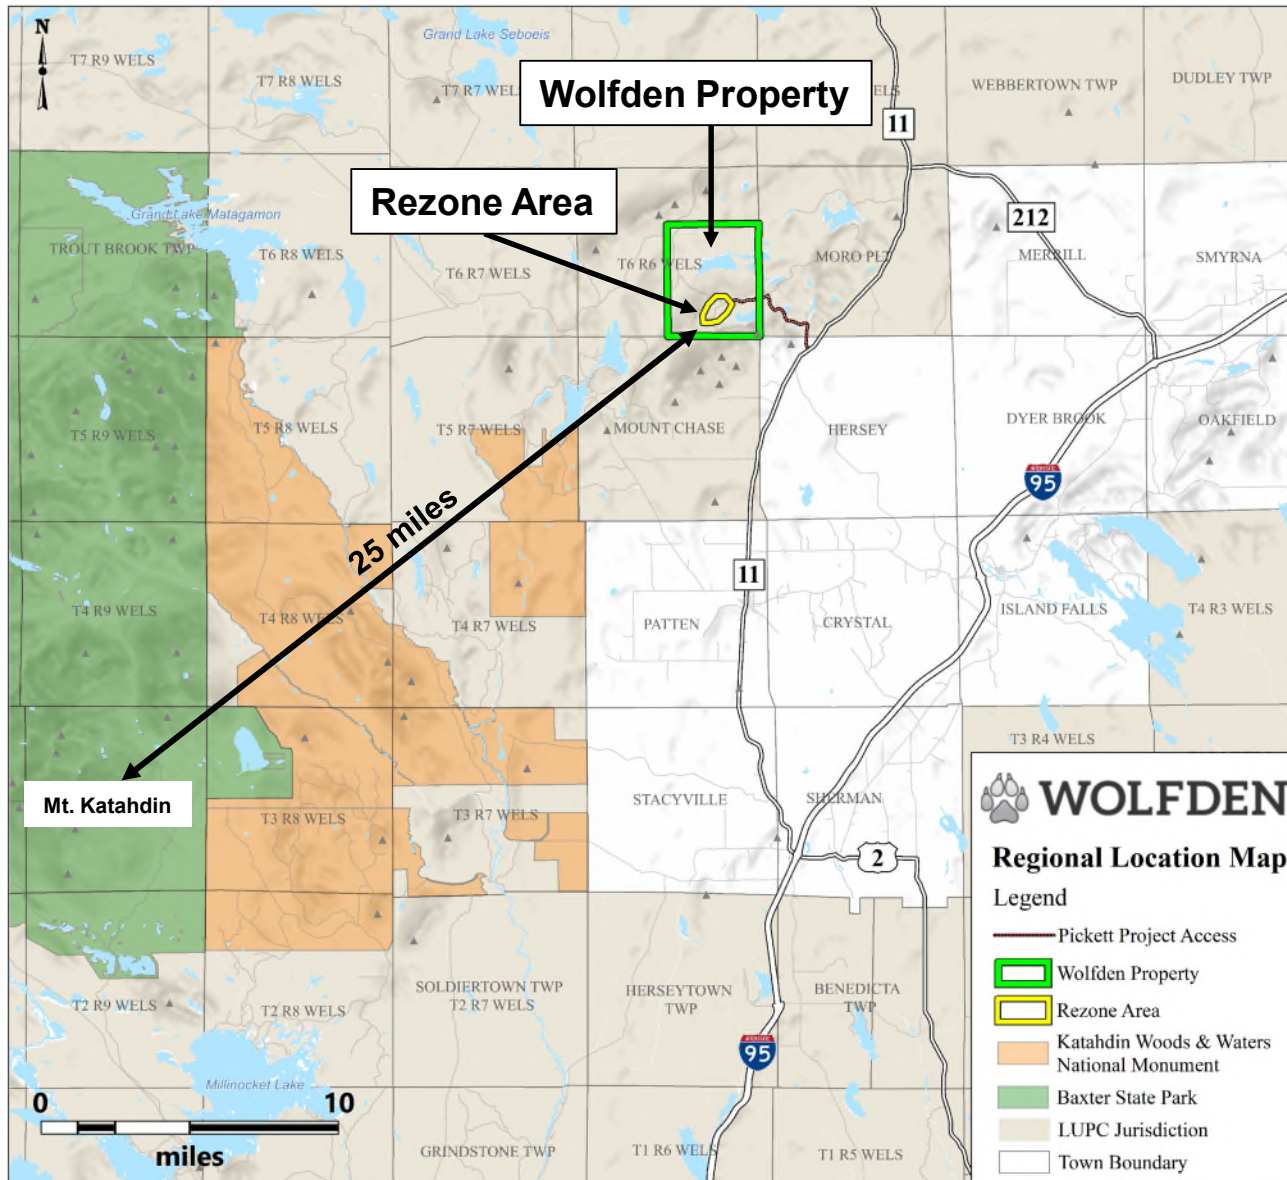 N
Grand Lake Seboeis
T7 R9 WELS
T7 R8 WELS
T7 R7 WELS
WELS
WEBBERTOWN TWP
DUDLEY TWP
Wolfden Property
11
Rezone Area
212
Grand Lake Matagamon
TROUT BROOK TWP
T6 R8 WELS
T6 R7 WELS
T6 R6 WELS
MORO PLT
MERRILL
SMYRNA
T5 R9 WELS
T5 R8 WELS
T5 R7 WELS
MOUNT CHASE
HERSEY
DYER BROOK
OAKFIELD
95
25 miles
11
T4 R9 WELS
T4 R8 WELS
T4 R7 WELS
PATTEN
CRYSTAL
ISLAND FALLS
T4 R3 WELS
T3 R4 WELS
Mt. Katahdin
T3 R8 WELS
T3 R7 WELS
STACYVILLE
SHERMAN
2
T2 R9 WELS
T2 R8 WELS
SOLDIERTOWN TWP
T2 R7 WELS
HERSEYTOWN
TWP
BENEDICTA
TWP
95
Millinocket Lake
GRINDSTONE TWP
T1 R6 WELS
T1 R5 WELS
0 10
miles
WOLFDEN
Regional Location Map
Legend
Pickett Project Access
Wolfden Property
Rezone Area
Katahdin Woods & Waters
National Monument
Baxter State Park
LUPC Jurisdiction
Town Boundary